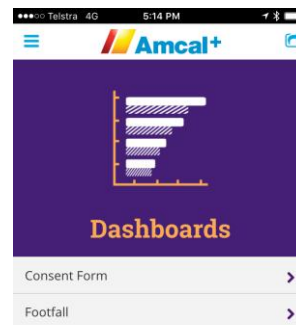 Telstra 4G 5:14 PM
Amcal+
Dashboards
Consent Form
Footfall